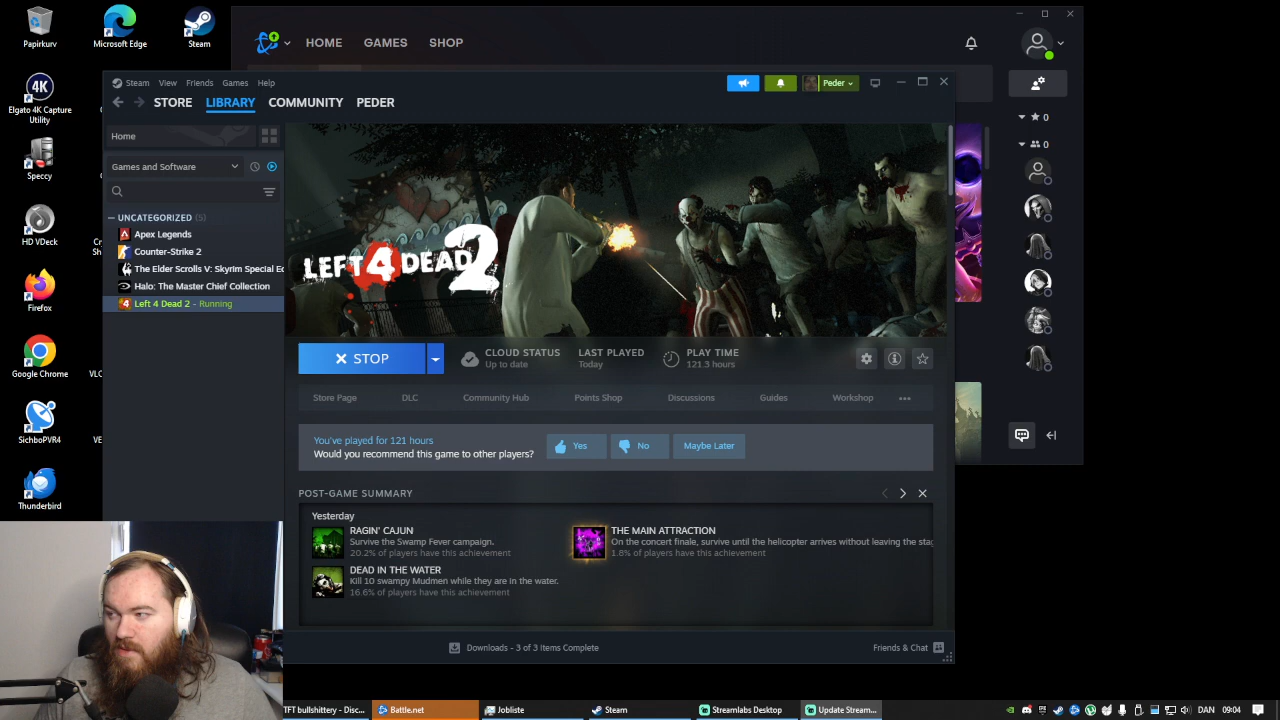 Papirkurv
Microsoft Edge
Steam
HOME GAMES SHOP
Elgato 4K Capture
Utility
Speccy
HD VDeck
Firefox
Google Chrome
SichboPVR4
Thunderbird
Steam View Friends Games Help
Peder
STORE LIBRARY COMMUNITY PEDER
Home
Games and Software
UNCATEGORIZED (5)
Apex Legends
Counter-Strike 2
The Elder Scrolls V: Skyrim Special Ed
Halo: The Master Chief Collection
Left 4 Dead 2 - Running
LEFT 4 DEAD 2
STOP
CLOUD STATUS
Up to date
LAST PLAYED
Today
PLAY TIME
121.3 hours
Store Page DLC Community Hub Points Shop Discussions Guides Workshop
You've played for 121 hours
Would you recommend this game to other players?
Yes No Maybe Later
POST-GAME SUMMARY
Yesterday
RAGIN' CAJUN
Survive the Swamp Fever campaign.
20.2% of players have this achievement
THE MAIN ATTRACTION
On the concert finale, survive until the helicopter arrives without leaving the stag
1.8% of players have this achievement
DEAD IN THE WATER
Kill 10 swampy Mudmen while they are in the water.
16.6% of players have this achievement
Downloads - 3 of 3 Items Complete
Friends & Chat
0
0
TFT bullshittery - Disc...
Battle.net
Jobliste
Steam
Streamlabs Desktop
Update Stream...
DAN 09:04